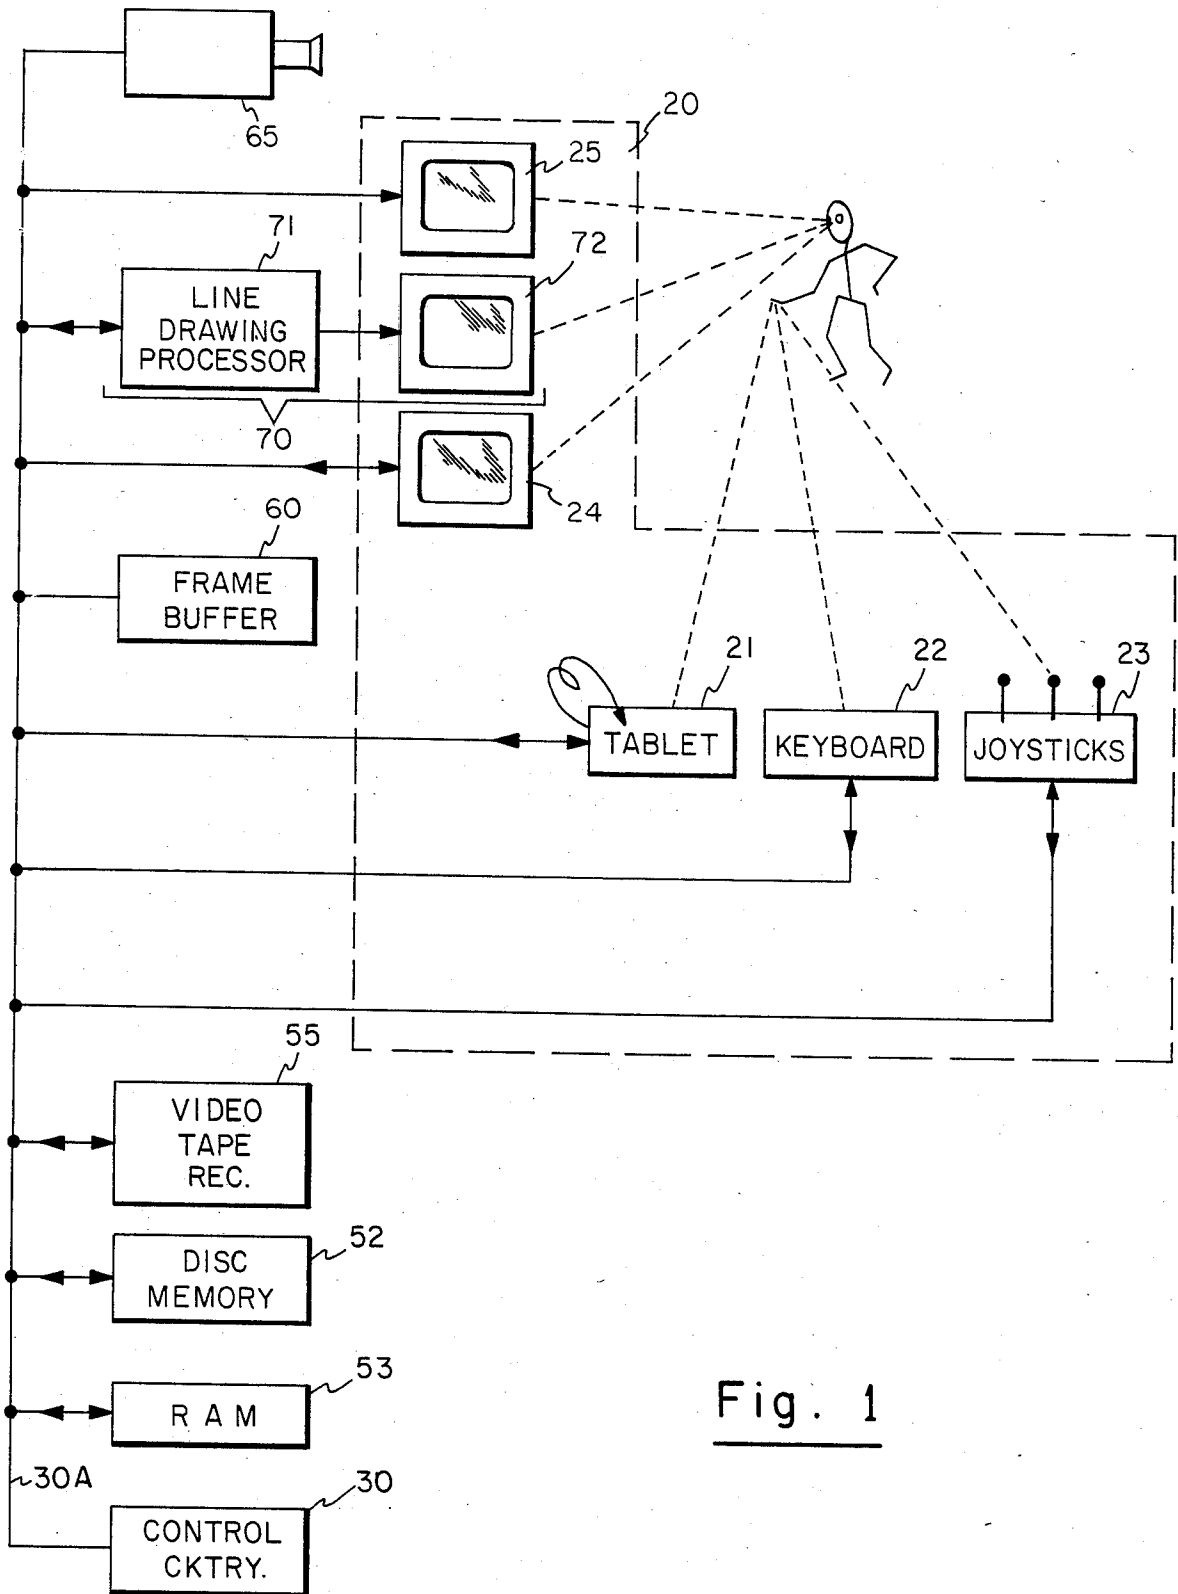 65
20
25
71
72
LINE
DRAWING
PROCESSOR
70
24
60
FRAME
BUFFER
21
22
23
TABLET
KEYBOARD
JOYSTICKS
55
VIDEO
TAPE
REC.
52
DISC
MEMORY
53
RAM
Fig. 1
30A
30
CONTROL
CKTRY.